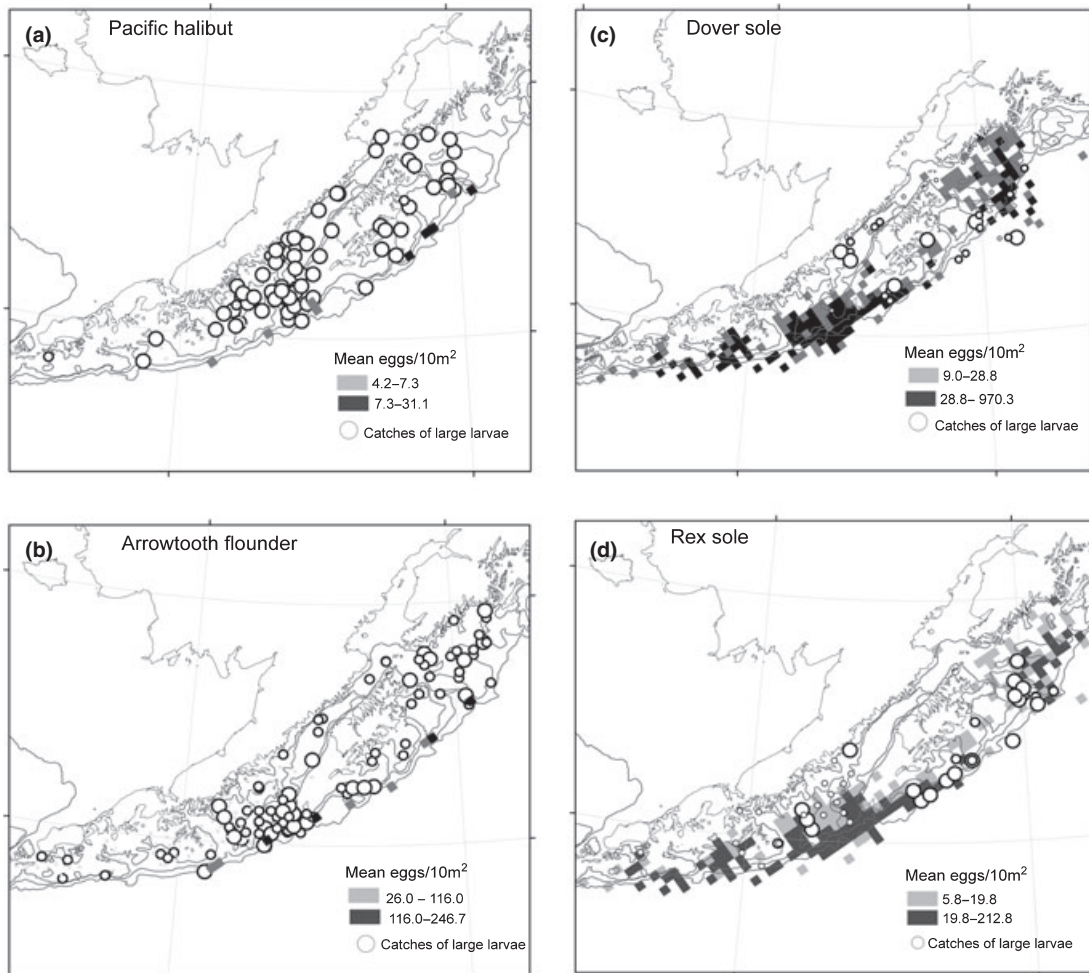 (a) Pacific halibut
Mean eggs/10m²
4.2–7.3
7.3–31.1
Catches of large larvae
(c) Dover sole
Mean eggs/10m²
9.0–28.8
28.8– 970.3
Catches of large larvae
(b) Arrowtooth flounder
Mean eggs/10m²
26.0 – 116.0
116.0–246.7
Catches of large larvae
(d) Rex sole
Mean eggs/10m²
5.8–19.8
19.8–212.8
Catches of large larvae